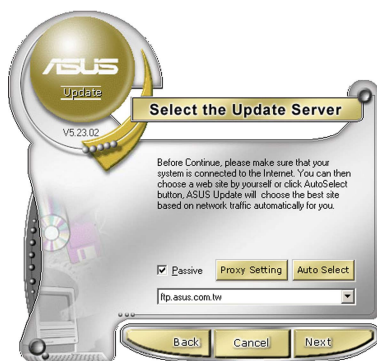 ASUS
Update
V5.23.02
Select the Update Server
Before Continue, please make sure that your
system is connected to the Internet. You can then
choose a web site by yourself or click AutoSelect
button, ASUS Update will choose the best site
based on network traffic automatically for you.
Passive
Proxy Setting
Auto Select
ftp.asus.com.tw
Back
Cancel
Next